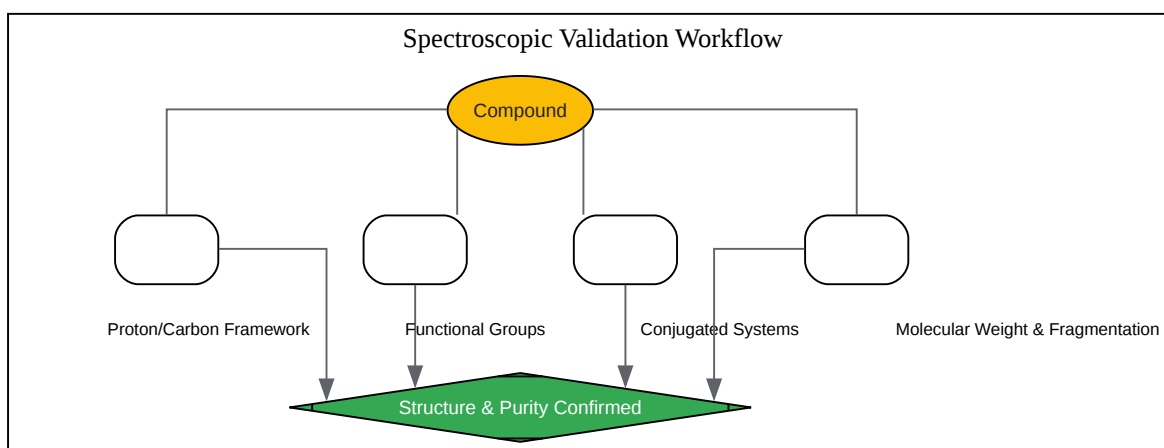 Spectroscopic Validation Workflow
Compound
Proton/Carbon Framework
Functional Groups
Conjugated Systems
Molecular Weight & Fragmentation
Structure & Purity Confirmed